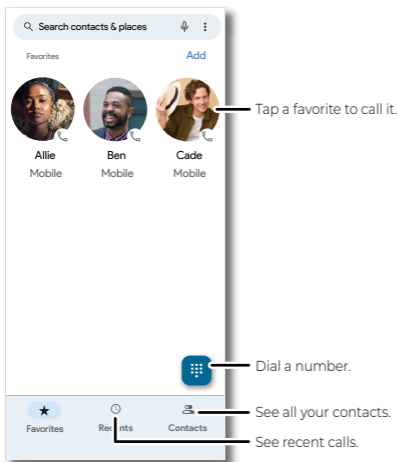 Search contacts & places
Favorites Add
Tap a favorite to call it.
Allie Ben Cade
Mobile Mobile Mobile
Dial a number.
See all your contacts.
Favorites Recents Contacts
See recent calls.